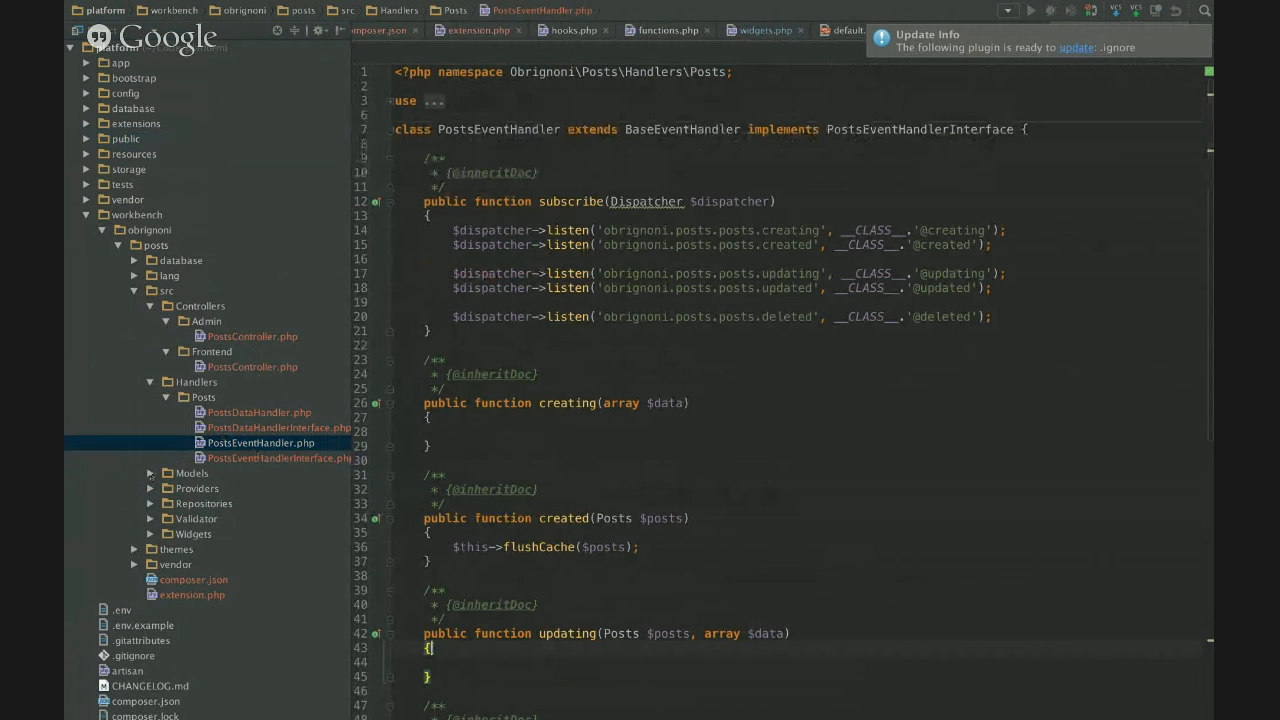 platform workbench obrignoni posts src Handlers Posts PostsEventHandler.php
Google
composer.json extension.php hooks.php functions.php widgets.php default.
Update Info
The following plugin is ready to update: .ignore
platform
app
bootstrap
config
database
extensions
public
resources
storage
tests
vendor
workbench
obrignoni
posts
database
lang
src
Controllers
Admin
PostsController.php
Frontend
PostsController.php
Handlers
Posts
PostsDataHandler.php
PostsDataHandlerInterface.php
PostsEventHandler.php
PostsEventHandlerInterface.php
Models
Providers
Repositories
Validator
Widgets
themes
vendor
composer.json
extension.php
.env
.env.example
.gitattributes
.gitignore
artisan
CHANGELOG.md
composer.json
composer.lock
1 <?php namespace Obrignoni\Posts\Handlers\Posts;
2
3 use ...
6
7 class PostsEventHandler extends BaseEventHandler implements PostsEventHandlerInterface {
8
9 /**
10 * {@inheritDoc}
11 */
12 public function subscribe(Dispatcher $dispatcher)
13 {
14 $dispatcher->listen('obrignoni.posts.posts.creating', __CLASS__.'@creating');
15 $dispatcher->listen('obrignoni.posts.posts.created', __CLASS__.'@created');
16
17 $dispatcher->listen('obrignoni.posts.posts.updating', __CLASS__.'@updating');
18 $dispatcher->listen('obrignoni.posts.posts.updated', __CLASS__.'@updated');
19
20 $dispatcher->listen('obrignoni.posts.posts.deleted', __CLASS__.'@deleted');
21 }
22
23 /**
24 * {@inheritDoc}
25 */
26 public function creating(array $data)
27 {
28
29 }
30
31 /**
32 * {@inheritDoc}
33 */
34 public function created(Posts $posts)
35 {
36 $this->flushCache($posts);
37 }
38
39 /**
40 * {@inheritDoc}
41 */
42 public function updating(Posts $posts, array $data)
43 {
44
45 }
46
47 /**
48 * {@inheritDoc}